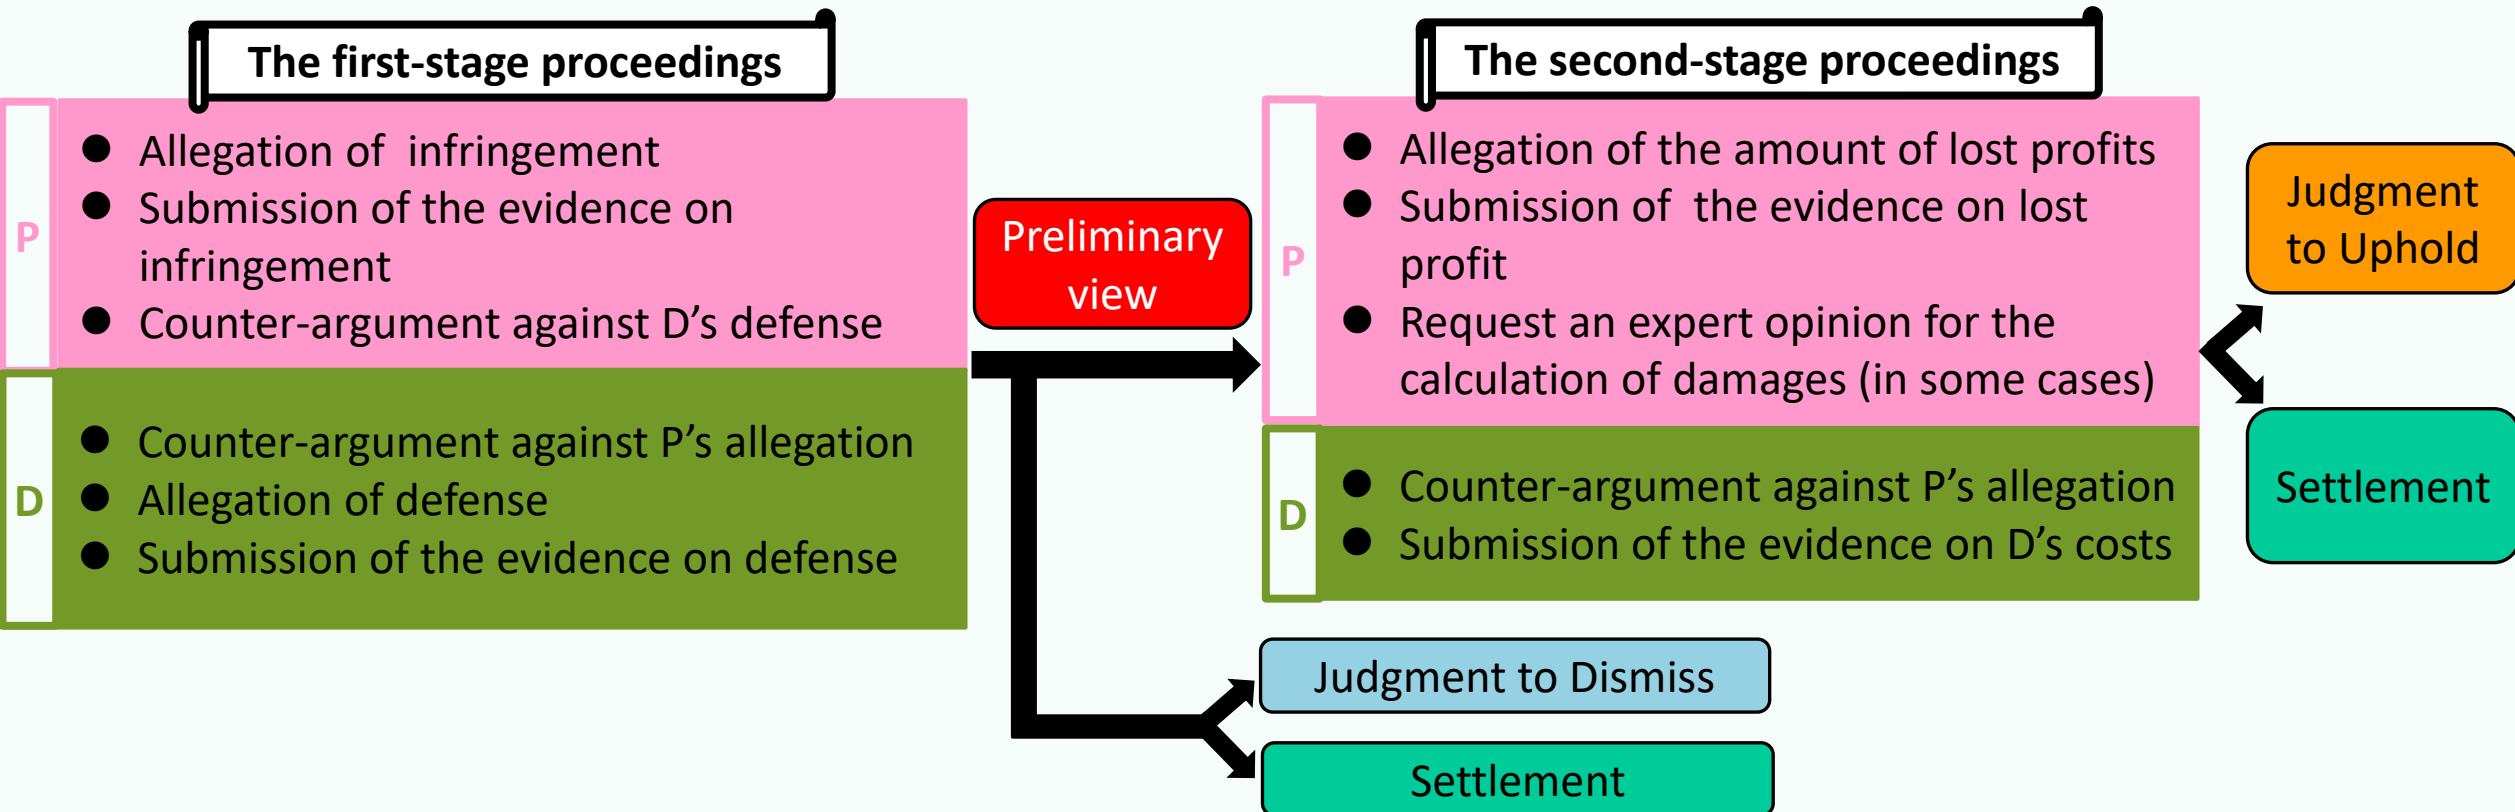 The first-stage proceedings
P
● Allegation of  infringement
● Submission of the evidence on
infringement
● Counter-argument against D’s defense
D
● Counter-argument against P’s allegation
● Allegation of defense
● Submission of the evidence on defense
Preliminary
view
The second-stage proceedings
P
● Allegation of the amount of lost profits
● Submission of  the evidence on lost
profit
● Request an expert opinion for the
calculation of damages (in some cases)
D
● Counter-argument against P’s allegation
● Submission of the evidence on D’s costs
Judgment
to Uphold
Settlement
Judgment to Dismiss
Settlement